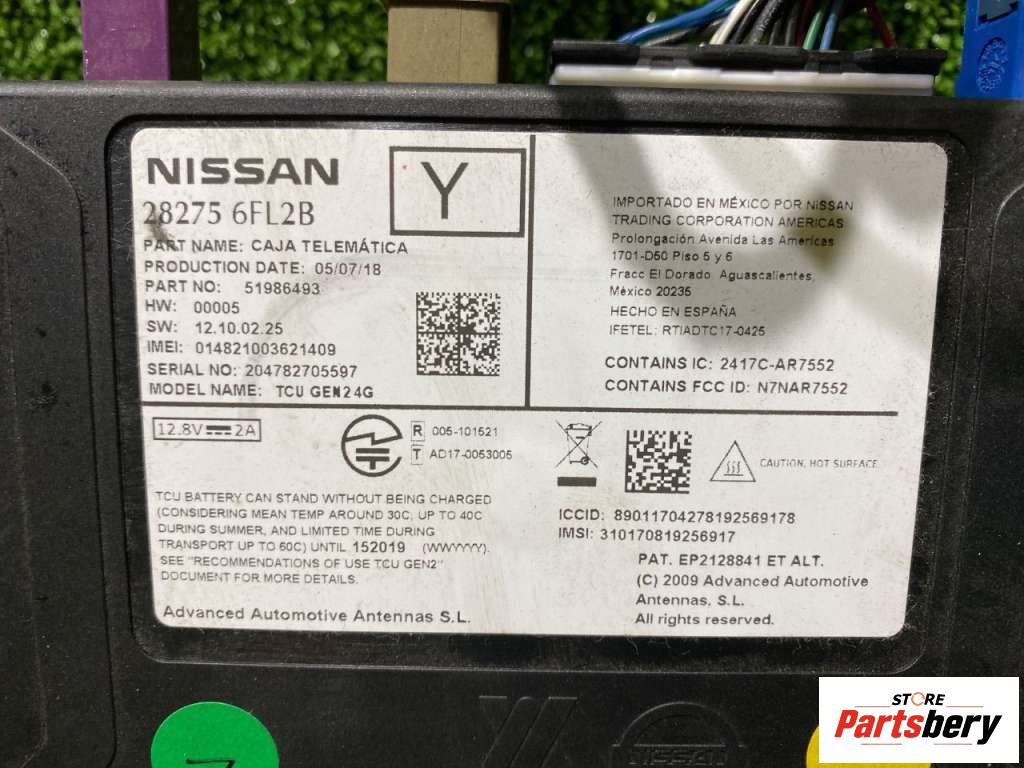 NISSAN
28275 6FL2B
Y
PART NAME: CAJA TELEMÁTICA
PRODUCTION DATE: 05/07/18
PART NO: 51986493
HW: 00005
SW: 12.10.02.25
IMEI: 014821003621409
SERIAL NO: 204782705597
MODEL NAME: TCU GEN2 4G
IMPORTADO EN MÉXICO POR NISSAN
TRADING CORPORATION AMERICAS
Prolongación Avenida Las Americas
1701-D50 Piso 5 y 6
Fracc El Dorado Aguascalientes,
México 20235
HECHO EN ESPAÑA
IFETEL: RTIADTC17-0425
CONTAINS IC: 2417C-AR7552
CONTAINS FCC ID: N7NAR7552
12.8V 2A
R 005-101521
T AD17-0053005
CAUTION, HOT SURFACE
TCU BATTERY CAN STAND WITHOUT BEING CHARGED
(CONSIDERING MEAN TEMP AROUND 30C, UP TO 40C
DURING SUMMER, AND LIMITED TIME DURING
TRANSPORT UP TO 60C) UNTIL 152019 (WWYYYY).
SEE "RECOMMENDATIONS OF USE TCU GEN2"
DOCUMENT FOR MORE DETAILS.
Advanced Automotive Antennas S.L.
ICCID: 89011704278192569178
IMSI: 310170819256917
PAT. EP2128841 ET ALT.
(C) 2009 Advanced Automotive
Antennas, S.L.
All rights reserved.
NISSAN
STORE
Partsbery